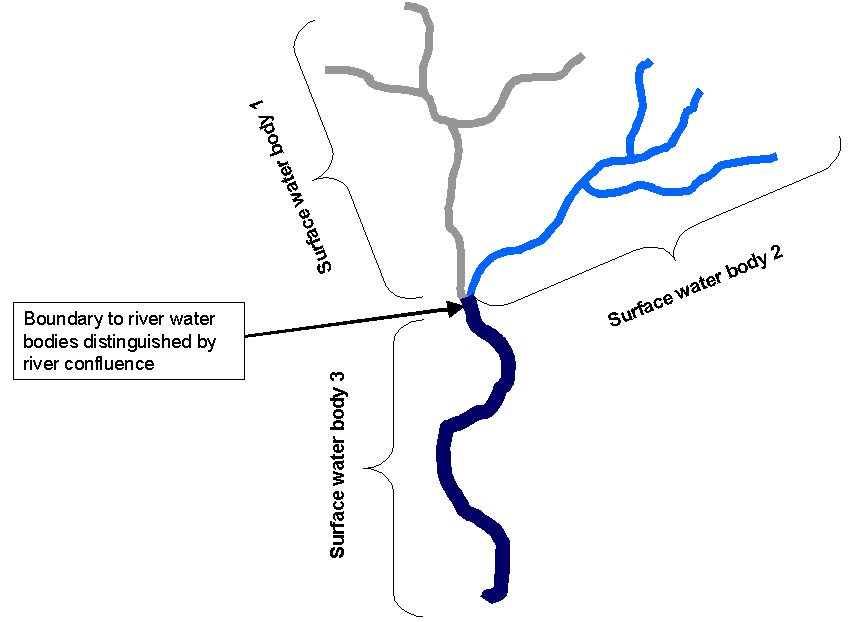 Surface water body 1
Surface water body 2
Boundary to river water
bodies distinguished by
river confluence
Surface water body 3